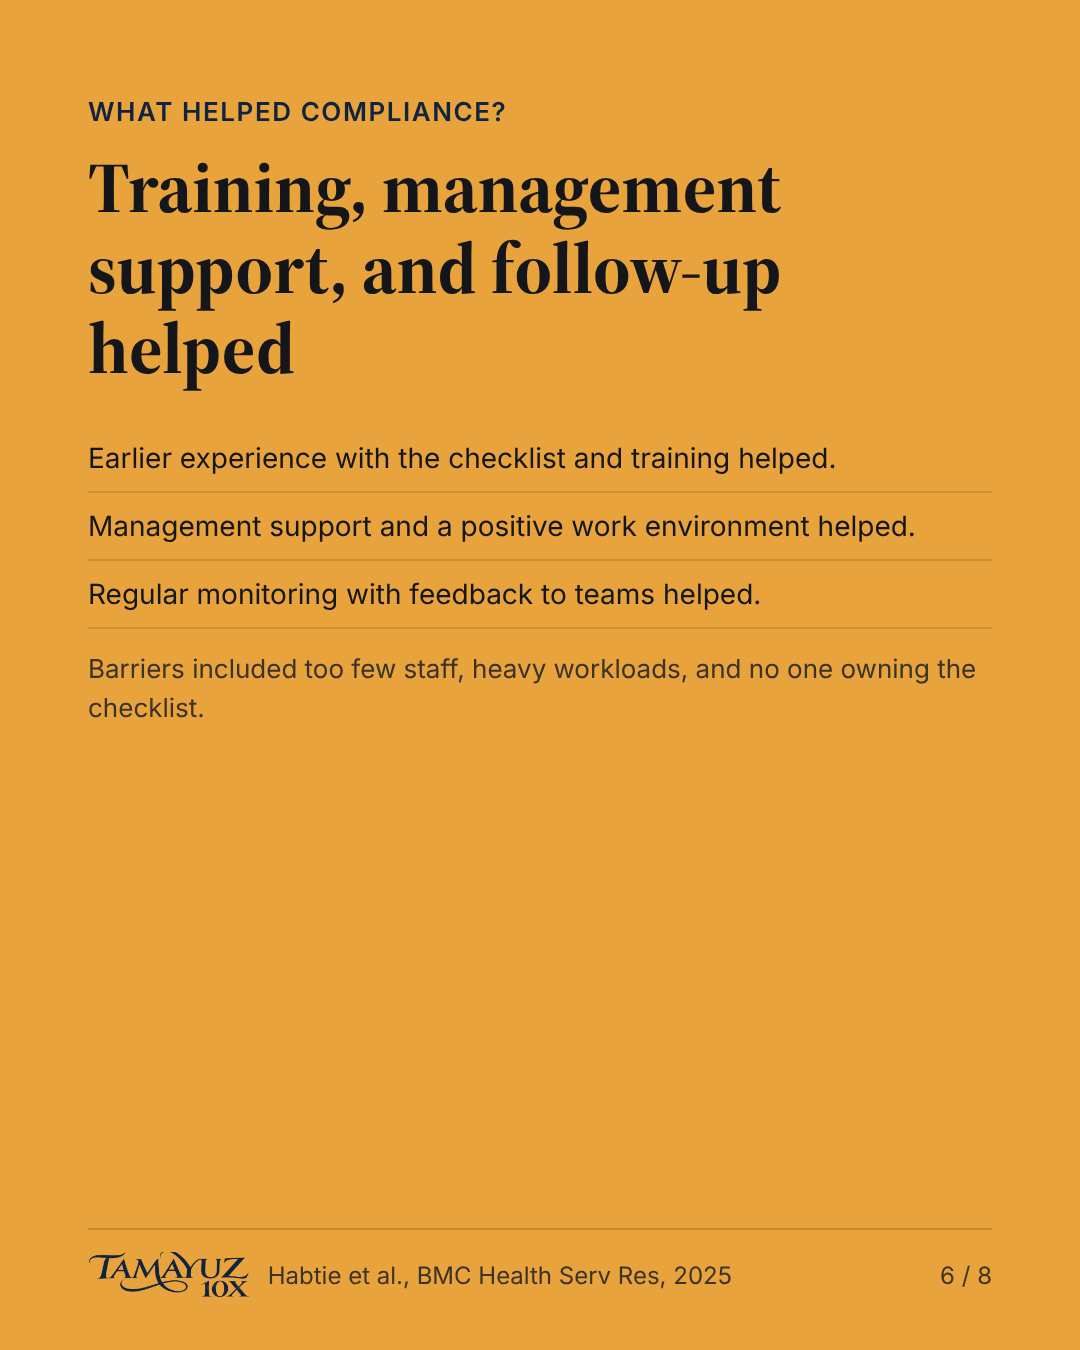 WHAT HELPED COMPLIANCE?
Training, management
support, and follow-up
helped
Earlier experience with the checklist and training helped.
Management support and a positive work environment helped.
Regular monitoring with feedback to teams helped.
Barriers included too few staff, heavy workloads, and no one owning the
checklist.
TAMAYUZ
10X
Habtie et al., BMC Health Serv Res, 2025
6 / 8